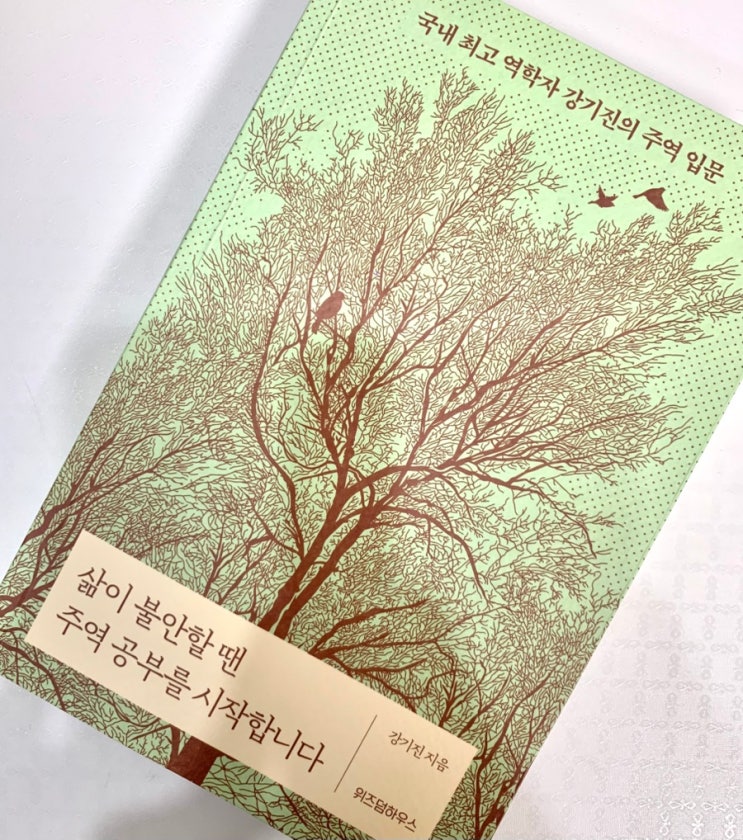 국내 최고 역학자 강기진의 주역 입문
삶이 불안할 땐
주역 공부를 시작합니다
강기진 지음
위즈덤하우스